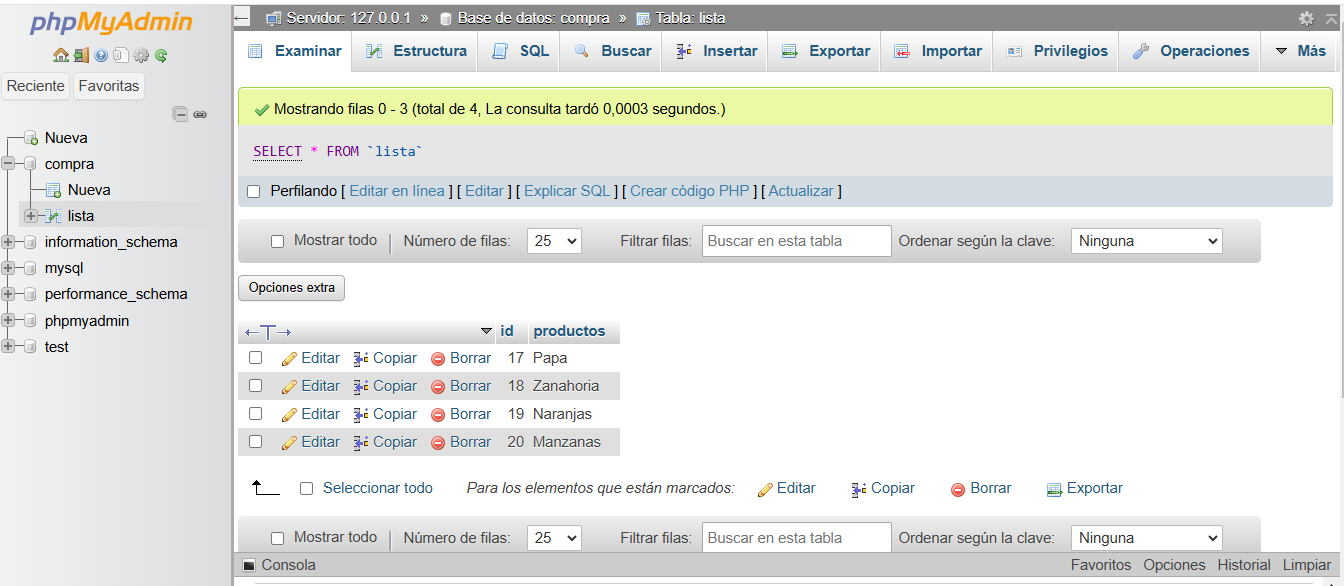 phpMyAdmin
Reciente Favoritas
Nueva
compra
Nueva
lista
information_schema
mysql
performance_schema
phpmyadmin
test
Servidor: 127.0.0.1 » Base de datos: compra » Tabla: lista
Examinar Estructura SQL Buscar Insertar Exportar Importar Privilegios Operaciones Más
Mostrando filas 0 - 3 (total de 4, La consulta tardó 0,0003 segundos.)
SELECT * FROM `lista`
Perfilando [ Editar en línea ] [ Editar ] [ Explicar SQL ] [ Crear código PHP ] [ Actualizar ]
Mostrar todo | Número de filas: 25 Filtrar filas: Buscar en esta tabla Ordenar según la clave: Ninguna
Opciones extra
←T→ id productos
Editar Copiar Borrar 17 Papa
Editar Copiar Borrar 18 Zanahoria
Editar Copiar Borrar 19 Naranjas
Editar Copiar Borrar 20 Manzanas
Seleccionar todo Para los elementos que están marcados: Editar Copiar Borrar Exportar
Mostrar todo | Número de filas: 25 Filtrar filas: Buscar en esta tabla Ordenar según la clave: Ninguna
Consola Favoritos Opciones Historial Limpiar